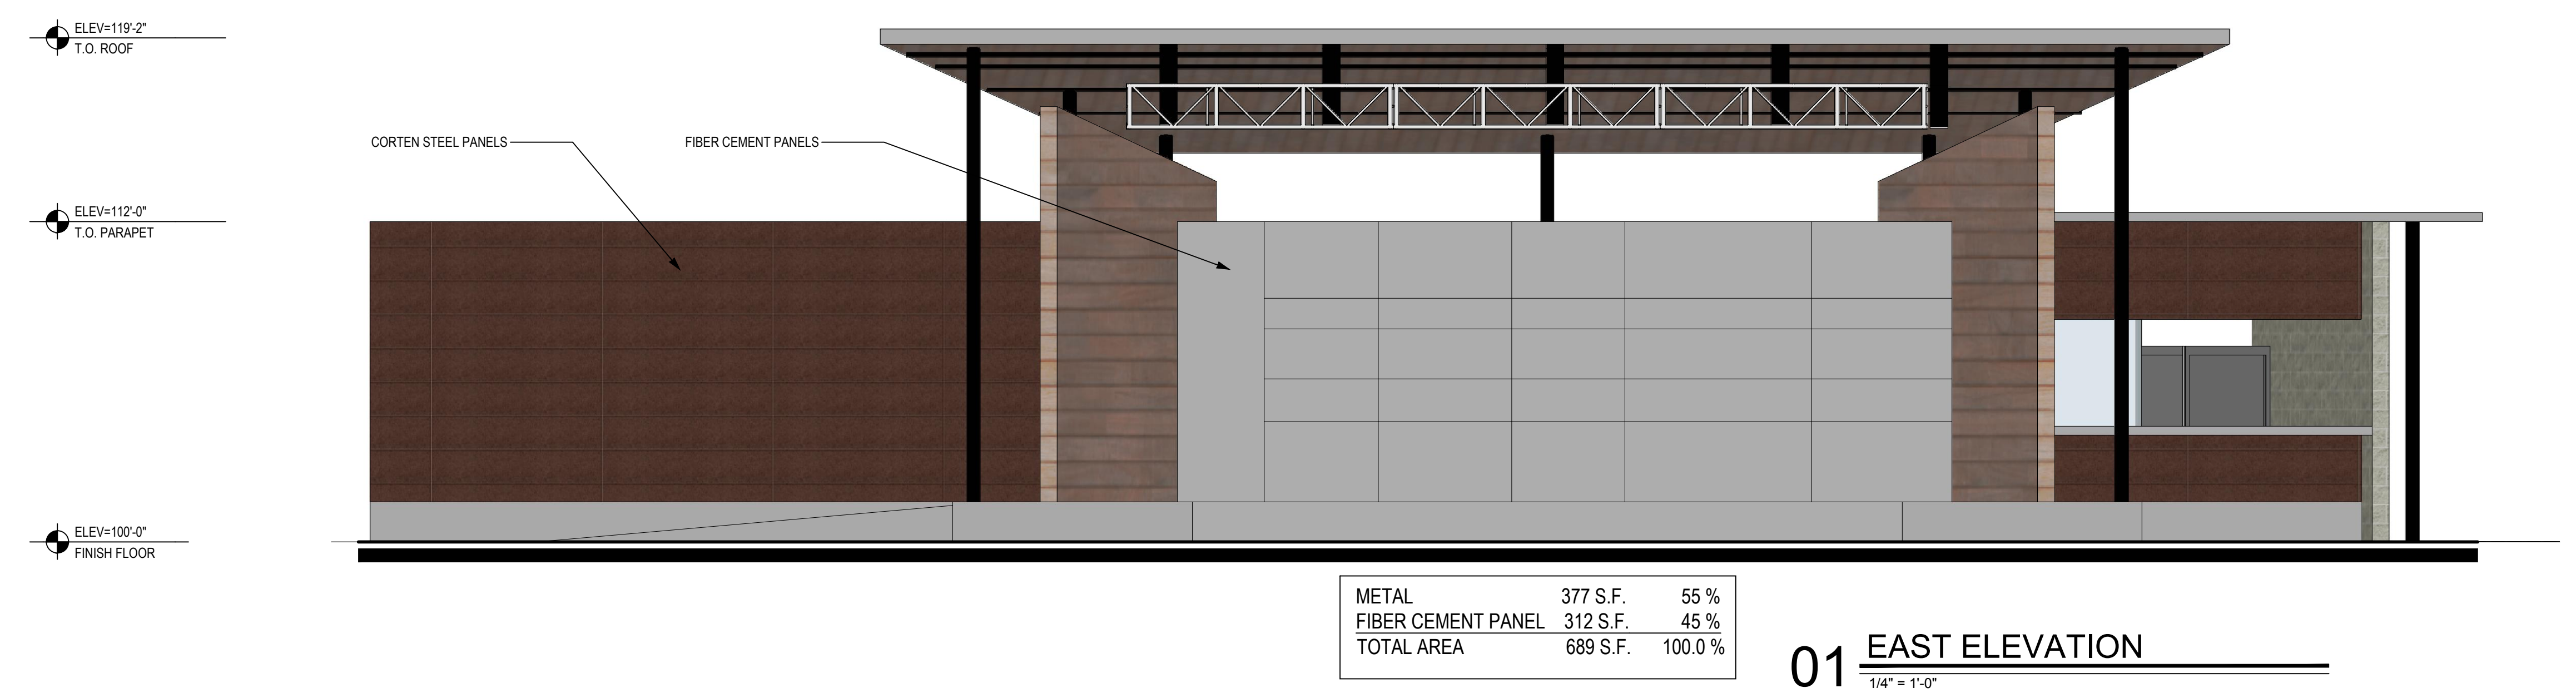 ELEV=119'-2"
T.O. ROOF
CORTEN STEEL PANELS
FIBER CEMENT PANELS
ELEV=112'-0"
T.O. PARAPET
ELEV=100'-0"
FINISH FLOOR
METAL 377 S.F. 55 %
FIBER CEMENT PANEL 312 S.F. 45 %
TOTAL AREA 689 S.F. 100.0 %
01 EAST ELEVATION
1/4" = 1'-0"